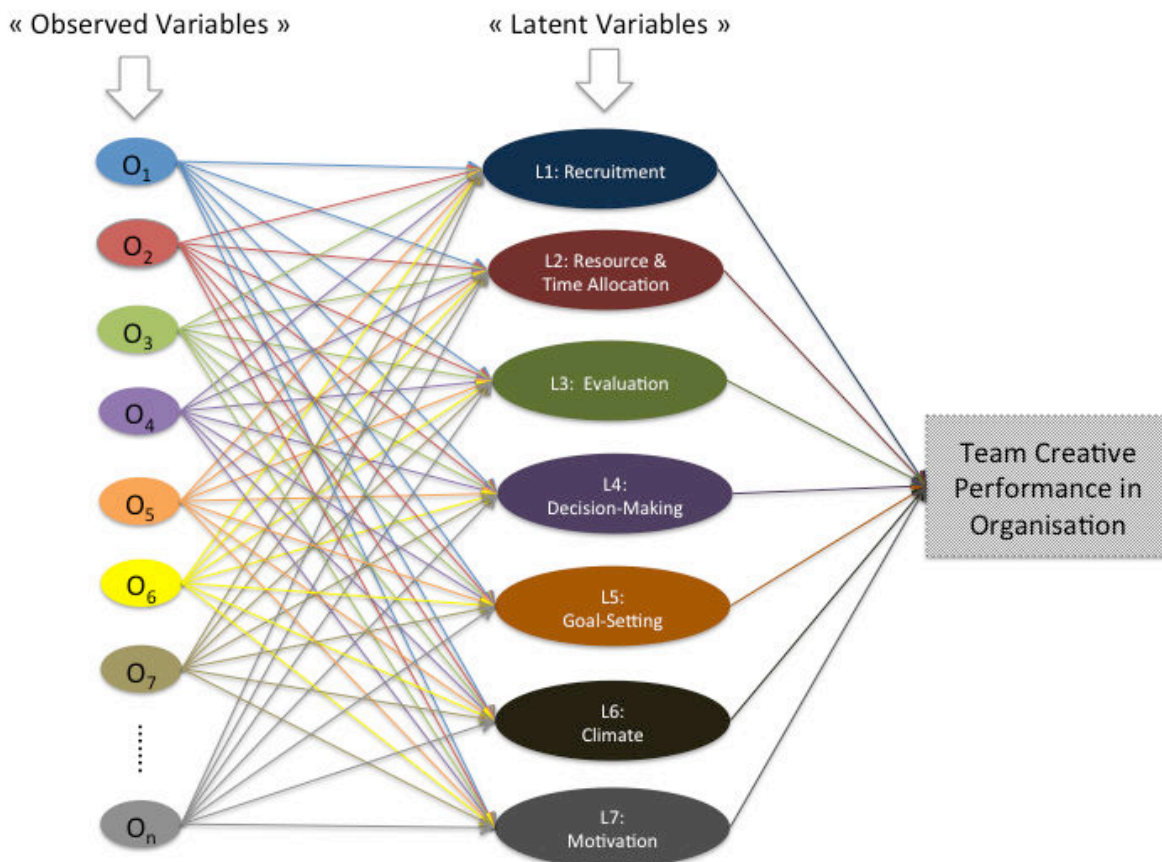 « Observed Variables »
« Latent Variables »
O1
O2
O3
O4
O5
O6
O7
........
On
L1: Recruitment
L2: Resource &
Time Allocation
L3: Evaluation
L4:
Decision-Making
L5:
Goal-Setting
L6:
Climate
L7:
Motivation
Team Creative
Performance in
Organisation